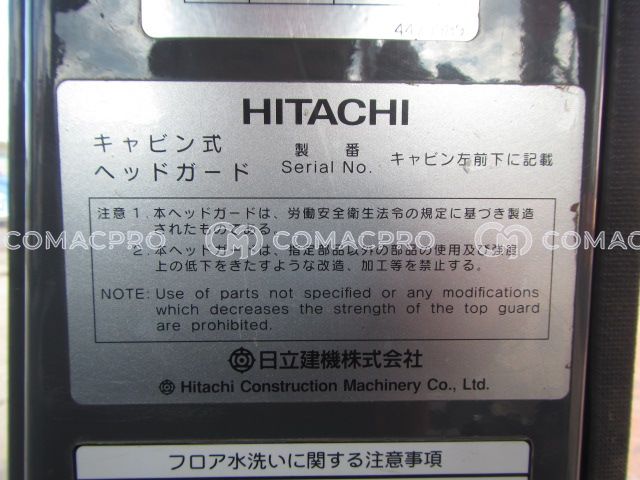 HITACHI
キャビン式
ヘッドガード
製番
Serial No.
キャビン左前下に記載
注意 1. 本ヘッドガードは、労働安全衛生法令の規定に基づき製造
されたものである。
2. 本ヘッドガードは、指定部品以外の部品の使用及び強度
上の低下をきたすような改造、加工等を禁止する。
NOTE: Use of parts not specified or any modifications
which decreases the strength of the top guard
are prohibited.
日立建機株式会社
Hitachi Construction Machinery Co., Ltd.
フロア水洗いに関する注意事項
COMACPRO COMACPRO COMACPRO